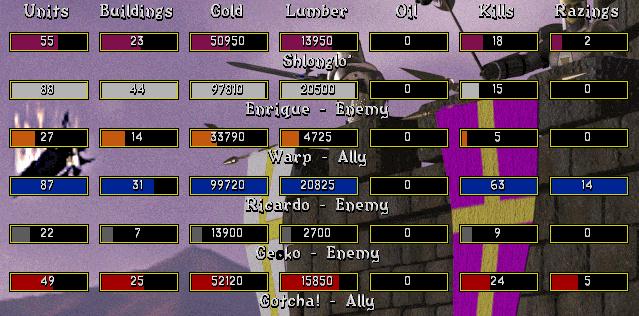 Units Buildings Gold Lumber Oil Kills Razings
55 23 50950 13950 0 18 2
Shlonglo
88 44 97810 20500 0 15 0
Enrique - Enemy
27 14 33790 4725 0 5 0
Warp - Ally
87 31 99720 20825 0 63 14
Ricardo - Enemy
22 7 13900 2700 0 9 0
Gecko - Enemy
49 25 52120 15850 0 24 5
Gotcha! - Ally